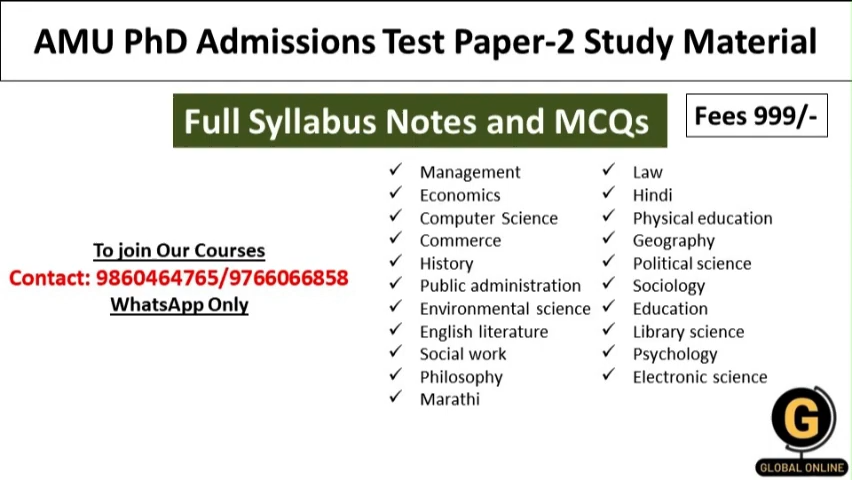 AMU PhD Admissions Test Paper-2 Study Material
Full Syllabus Notes and MCQs
Fees 999/-
To join Our Courses
Contact: 9860464765/9766066858
WhatsApp Only
✓ Management
✓ Economics
✓ Computer Science
✓ Commerce
✓ History
✓ Public administration
✓ Environmental science
✓ English literature
✓ Social work
✓ Philosophy
✓ Marathi
✓ Law
✓ Hindi
✓ Physical education
✓ Geography
✓ Political science
✓ Sociology
✓ Education
✓ Library science
✓ Psychology
✓ Electronic science
G
GLOBAL ONLINE